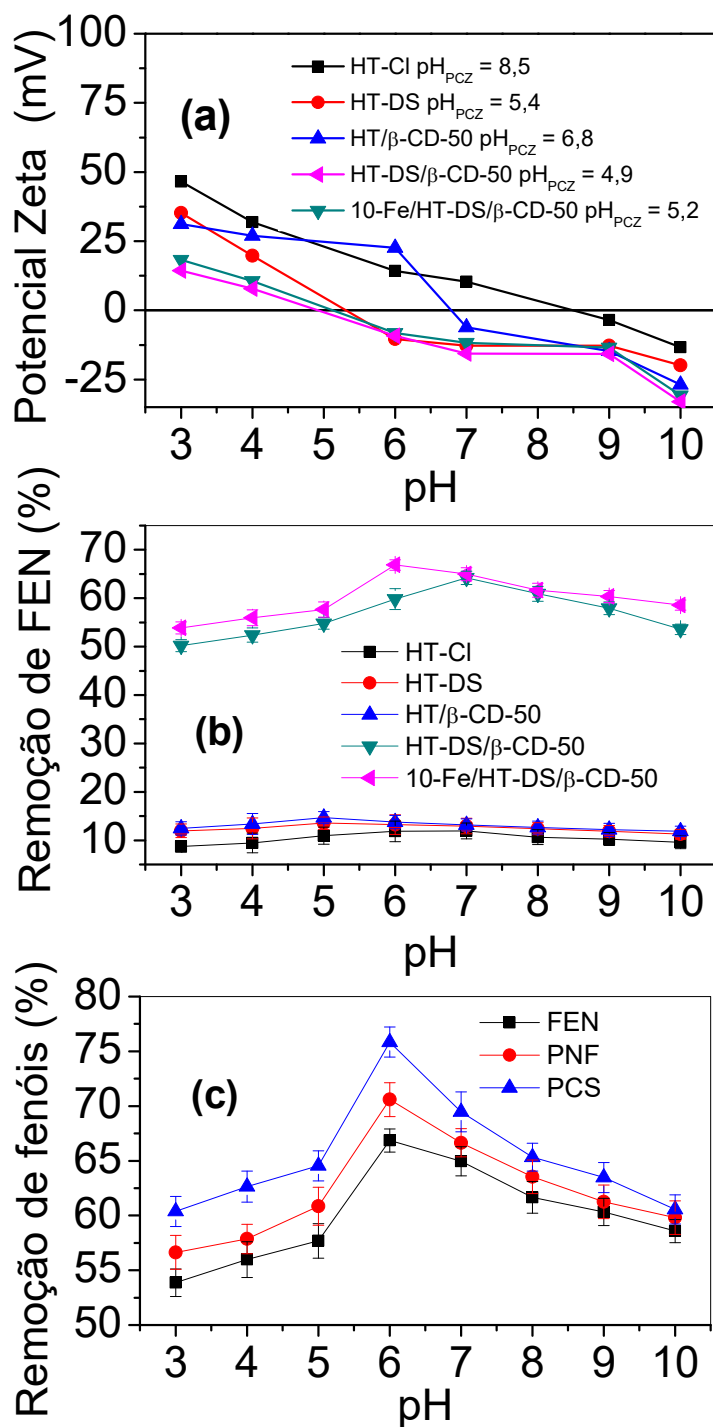 100
75
50
25
0
-25
Potencial Zeta (mV)
(a)
HT-Cl pH_PCZ = 8,5
HT-DS pH_PCZ = 5,4
HT/β-CD-50 pH_PCZ = 6,8
HT-DS/β-CD-50 pH_PCZ = 4,9
10-Fe/HT-DS/β-CD-50 pH_PCZ = 5,2
3 4 5 6 7 8 9 10
pH
70
60
50
40
30
20
10
Remoção de FEN (%)
(b)
HT-Cl
HT-DS
HT/β-CD-50
HT-DS/β-CD-50
10-Fe/HT-DS/β-CD-50
3 4 5 6 7 8 9 10
pH
80
75
70
65
60
55
50
Remoção de fenóis (%)
(c)
FEN
PNF
PCS
3 4 5 6 7 8 9 10
pH